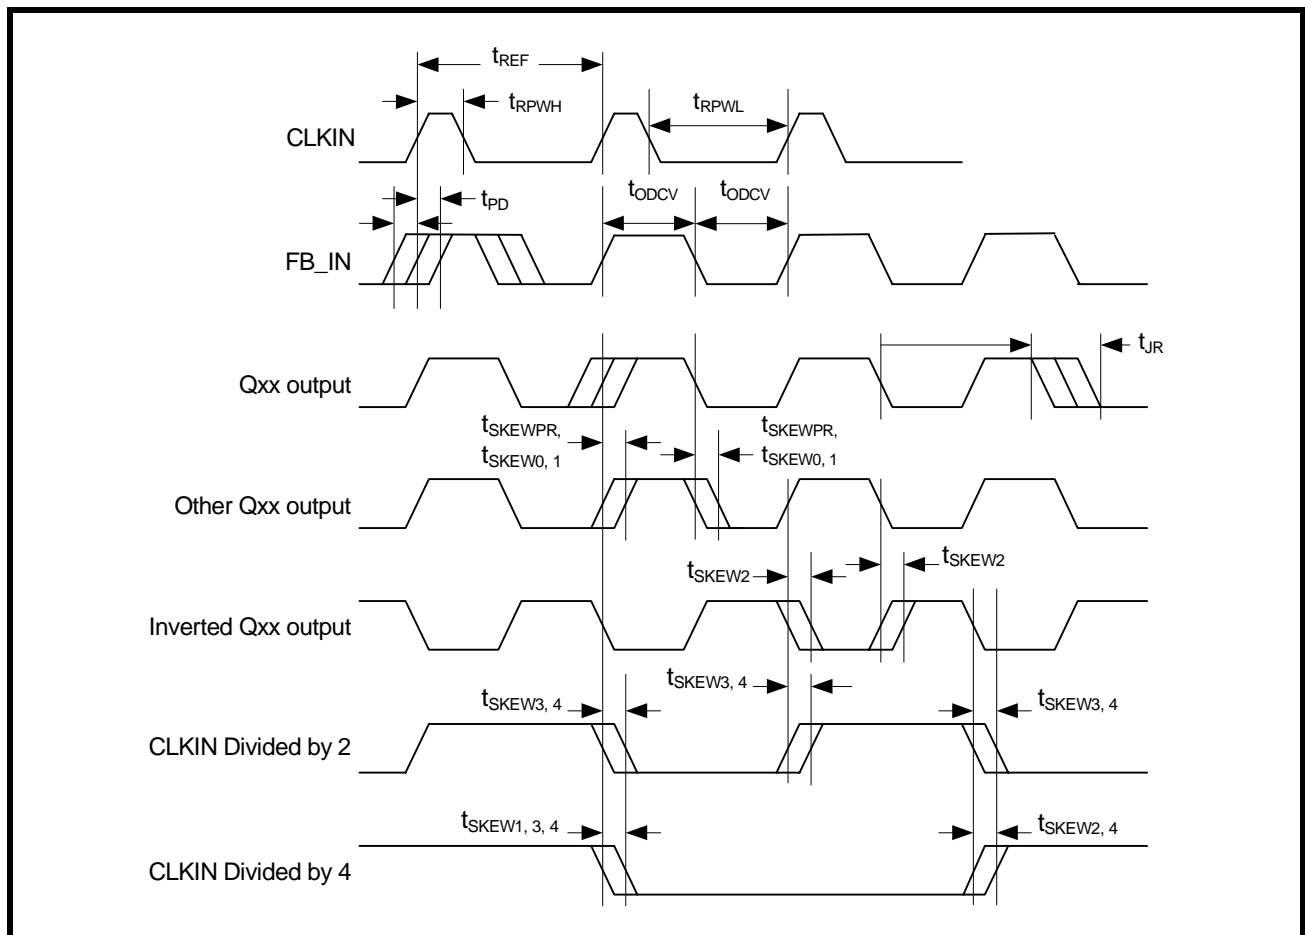 tREF
tRPWH
tRPWL
CLKIN
tODCV
tODCV
tPD
FB_IN
tJR
Qxx output
tSKEWPR,
tSKEW0, 1
tSKEWPR,
tSKEW0, 1
Other Qxx output
tSKEW2
tSKEW2
Inverted Qxx output
tSKEW3, 4
tSKEW3, 4
tSKEW3, 4
CLKIN Divided by 2
tSKEW1, 3, 4
tSKEW2, 4
CLKIN Divided by 4